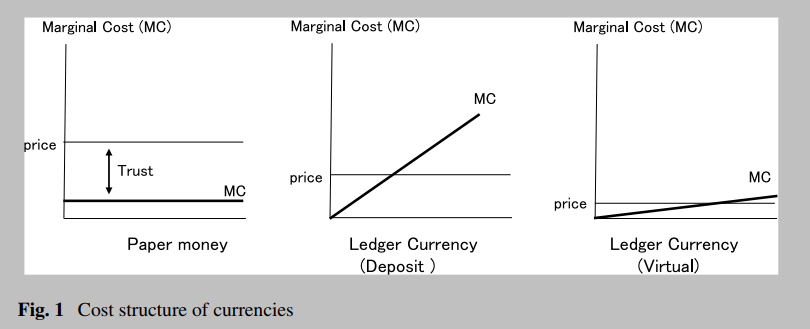 Marginal Cost (MC)
price
Trust
MC
Paper money
Marginal Cost (MC)
MC
price
Ledger Currency
(Deposit )
Marginal Cost (MC)
MC
price
Ledger Currency
(Virtual)
Fig. 1 Cost structure of currencies